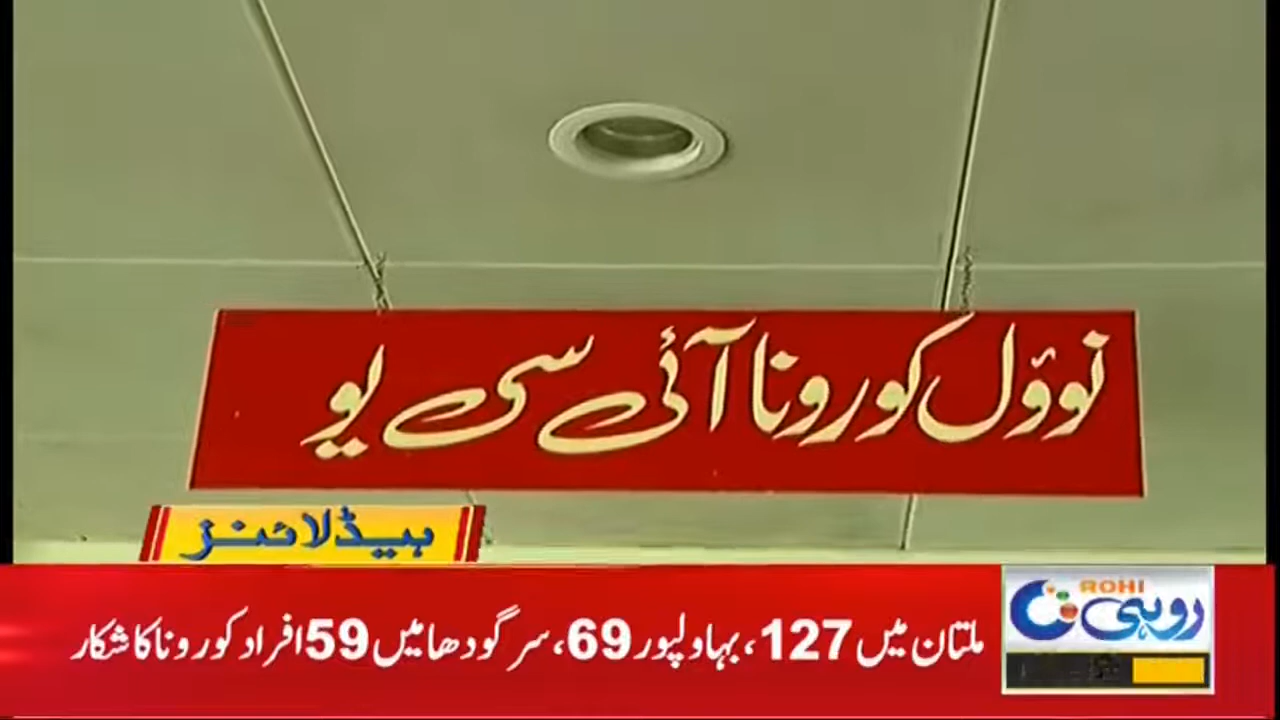 نوؤل کورونا آئی سی یو
ہیڈلائنز
ROHI
روہی
ملتان میں 127، بہاولپور 69، سرگودھا میں 59 افراد کورونا کا شکار